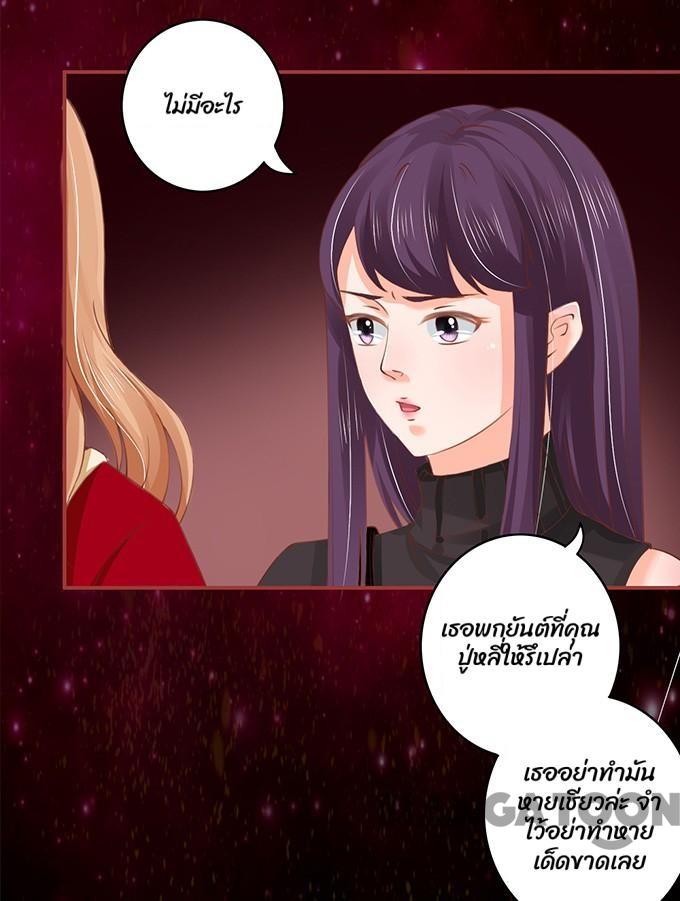 ไม่มีอะไร
เธอพกยันต์ที่คุณ
ปู่หลี่ให้รึเปล่า
เธออย่าทำมัน
หายเชียวล่ะ จำ
ไว้อย่าทำหาย
เด็ดขาดเลย
GATOON